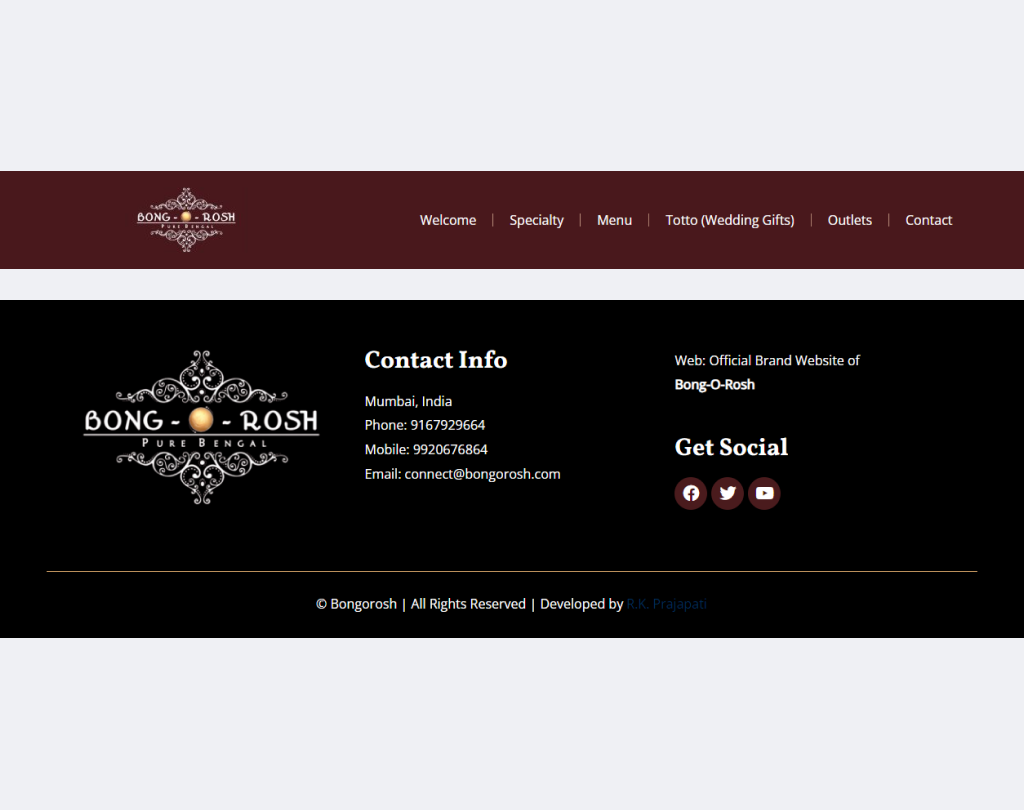 BONG - O - ROSH
PURE BENGAL
Welcome | Specialty | Menu | Totto (Wedding Gifts) | Outlets | Contact
BONG - O - ROSH
PURE BENGAL
Contact Info
Mumbai, India
Phone: 9167929664
Mobile: 9920676864
Email: connect@bongorosh.com
Web: Official Brand Website of
Bong-O-Rosh
Get Social
© Bongorosh | All Rights Reserved | Developed by R.K. Prajapati